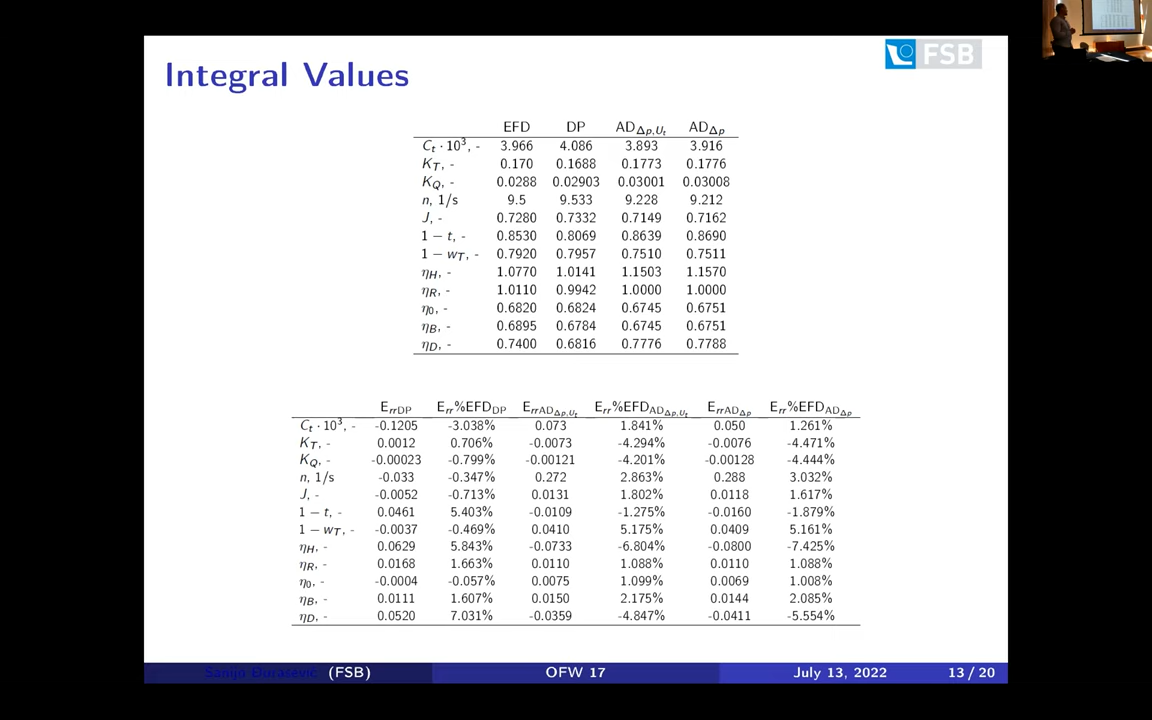 FSB
Integral Values
EFD DP AD_{Δp,U_t} AD_{Δp}
C_t · 10^3, - 3.966 4.086 3.893 3.916
K_T, - 0.170 0.1688 0.1773 0.1776
K_Q, - 0.0288 0.02903 0.03001 0.03008
n, 1/s 9.5 9.533 9.228 9.212
J, - 0.7280 0.7332 0.7149 0.7162
1 − t, - 0.8530 0.8069 0.8639 0.8690
1 − w_T, - 0.7920 0.7957 0.7510 0.7511
η_H, - 1.0770 1.0141 1.1503 1.1570
η_R, - 1.0110 0.9942 1.0000 1.0000
η_0, - 0.6820 0.6824 0.6745 0.6751
η_B, - 0.6895 0.6784 0.6745 0.6751
η_D, - 0.7400 0.6816 0.7776 0.7788
E_{rrDP} E_{rr}%EFD_{DP} E_{rrAD_{Δp,U_t}} E_{rr}%EFD_{AD_{Δp,U_t}} E_{rrAD_{Δp}} E_{rr}%EFD_{AD_{Δp}}
C_t · 10^3, - -0.1205 -3.038% 0.073 1.841% 0.050 1.261%
K_T, - 0.0012 0.706% -0.0073 -4.294% -0.0076 -4.471%
K_Q, - -0.00023 -0.799% -0.00121 -4.201% -0.00128 -4.444%
n, 1/s -0.033 -0.347% 0.272 2.863% 0.288 3.032%
J, - -0.0052 -0.713% 0.0131 1.802% 0.0118 1.617%
1 − t, - 0.0461 5.403% -0.0109 -1.275% -0.0160 -1.879%
1 − w_T, - -0.0037 -0.469% 0.0410 5.175% 0.0409 5.161%
η_H, - 0.0629 5.843% -0.0733 -6.804% -0.0800 -7.425%
η_R, - 0.0168 1.663% 0.0110 1.088% 0.0110 1.088%
η_0, - -0.0004 -0.057% 0.0075 1.099% 0.0069 1.008%
η_B, - 0.0111 1.607% 0.0150 2.175% 0.0144 2.085%
η_D, - 0.0520 7.031% -0.0359 -4.847% -0.0411 -5.554%
(FSB) OFW 17 July 13, 2022 13 / 20